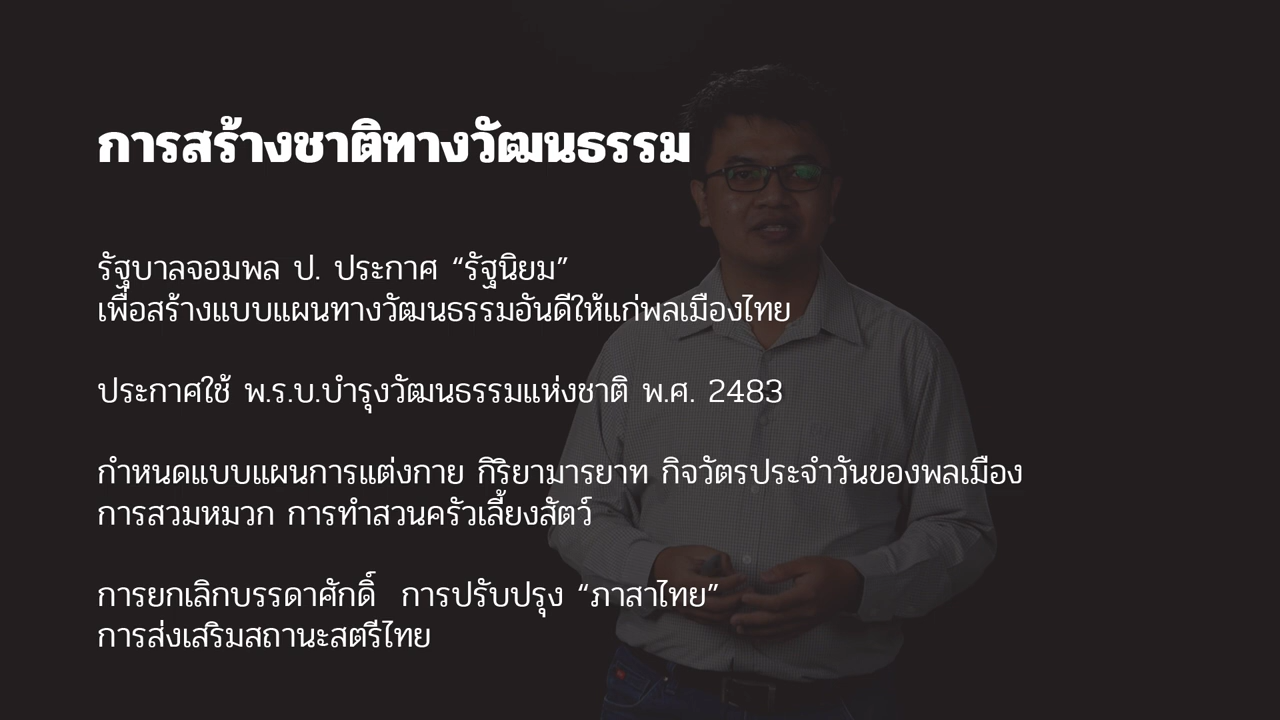 การสร้างชาติทางวัฒนธรรม
รัฐบาลจอมพล ป. ประกาศ “รัฐนิยม”
เพื่อสร้างแบบแผนทางวัฒนธรรมอันดีให้แก่พลเมืองไทย
ประกาศใช้ พ.ร.บ.บำรุงวัฒนธรรมแห่งชาติ พ.ศ. 2483
กำหนดแบบแผนการแต่งกาย กิริยามารยาท กิจวัตรประจำวันของพลเมือง
การสวมหมวก การทำสวนครัวเลี้ยงสัตว์
การยกเลิกบรรดาศักดิ์ การปรับปรุง “ภาสาไทย”
การส่งเสริมสถานะสตรีไทย